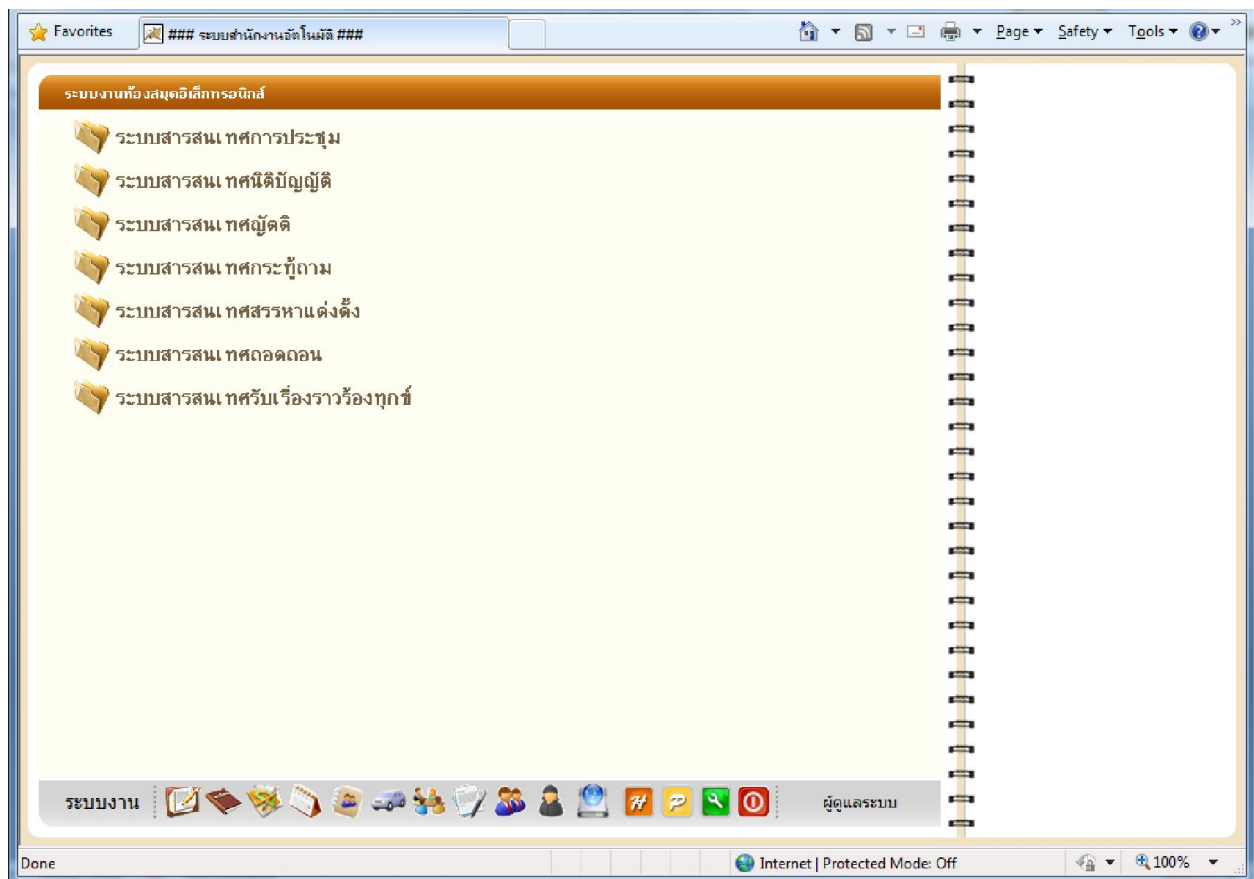 Favorites
### ระบบสำนักงานอัตโนมัติ ###
Page Safety Tools
ระบบงานห้องสมุดอิเล็กทรอนิกส์
ระบบสารสนเทศการประชุม
ระบบสารสนเทศนิติบัญญัติ
ระบบสารสนเทศญัตติ
ระบบสารสนเทศกระทู้ถาม
ระบบสารสนเทศสรรหาแต่งตั้ง
ระบบสารสนเทศถอดถอน
ระบบสารสนเทศรับเรื่องราวร้องทุกข์
ระบบงาน H P ผู้ดูแลระบบ
Done Internet | Protected Mode: Off 100%